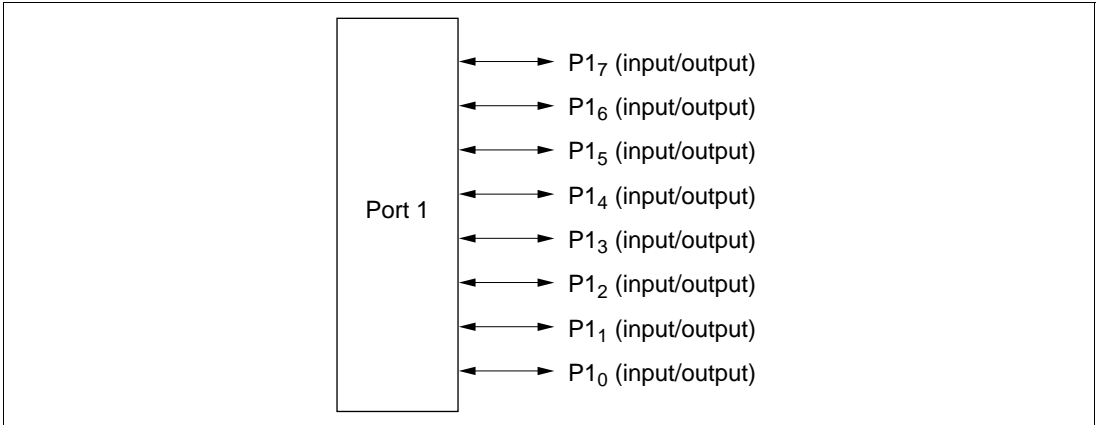 P1₇ (input/output)
P1₆ (input/output)
P1₅ (input/output)
P1₄ (input/output)
Port 1
P1₃ (input/output)
P1₂ (input/output)
P1₁ (input/output)
P1₀ (input/output)